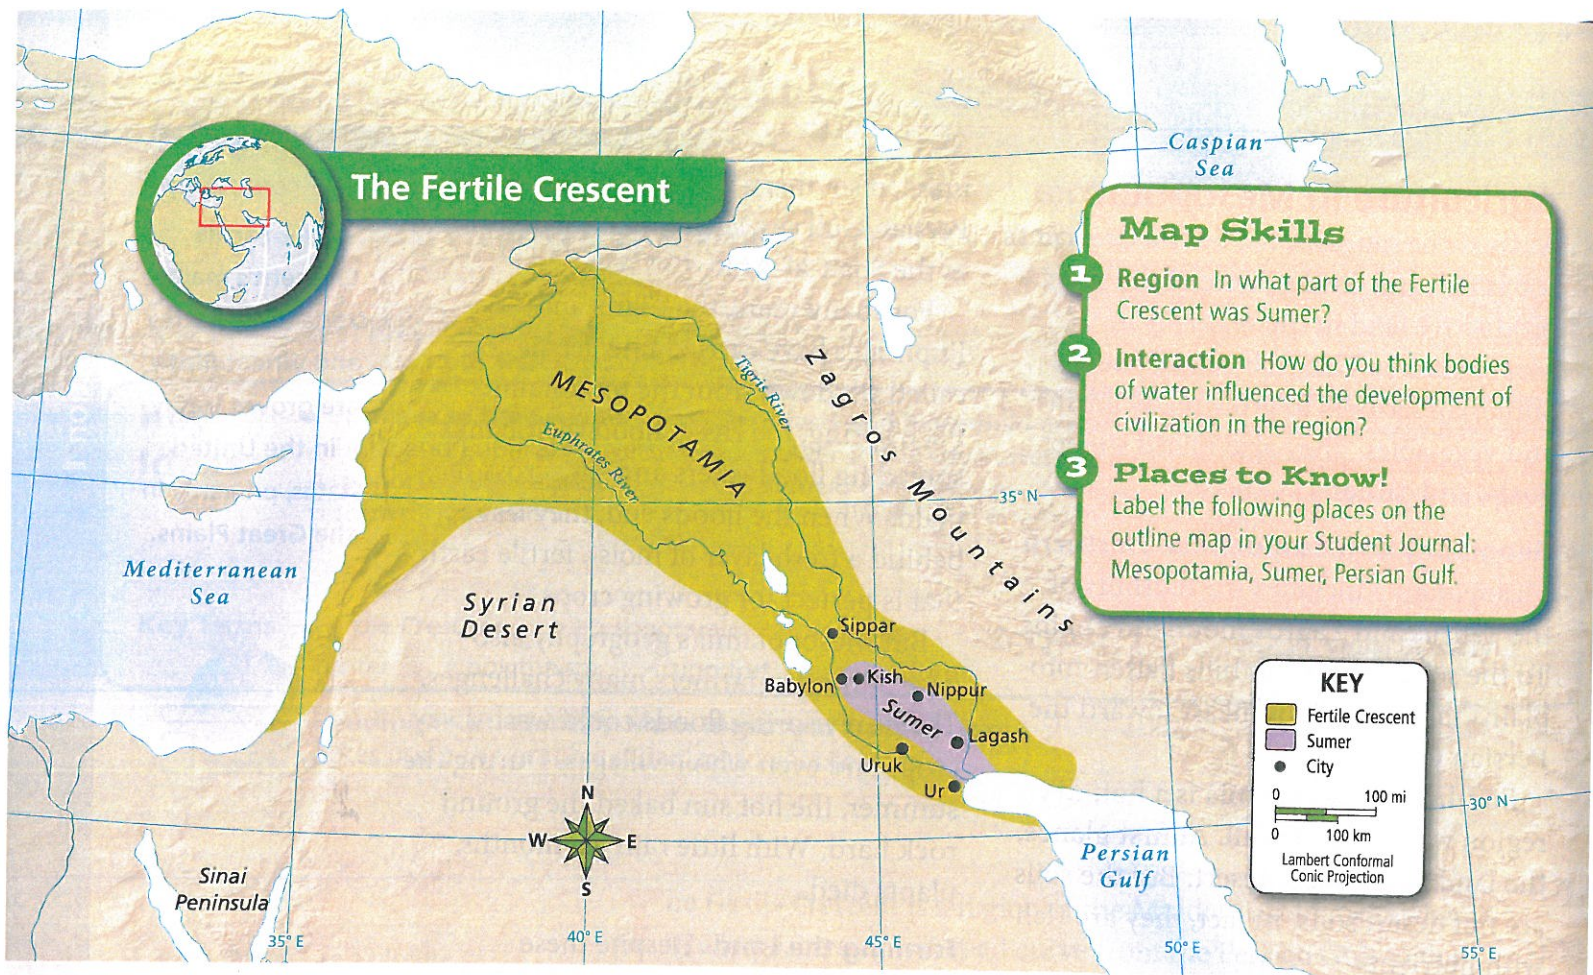 The Fertile Crescent
Caspian
Sea
Map Skills
1 Region In what part of the Fertile
Crescent was Sumer?
2 Interaction How do you think bodies
of water influenced the development of
civilization in the region?
3 Places to Know!
Label the following places on the
outline map in your Student Journal:
Mesopotamia, Sumer, Persian Gulf.
Zagros Mountains
Tigris River
MESOPOTAMIA
Euphrates River
35° N
Mediterranean
Sea
Syrian
Desert
Sippar
Babylon
Kish
Nippur
Sumer
Lagash
Uruk
Ur
KEY
Fertile Crescent
Sumer
City
0 100 mi
0 100 km
Lambert Conformal
Conic Projection
30° N
N
W E
S
Persian
Gulf
Sinai
Peninsula
35° E
40° E
45° E
50° E
55° E